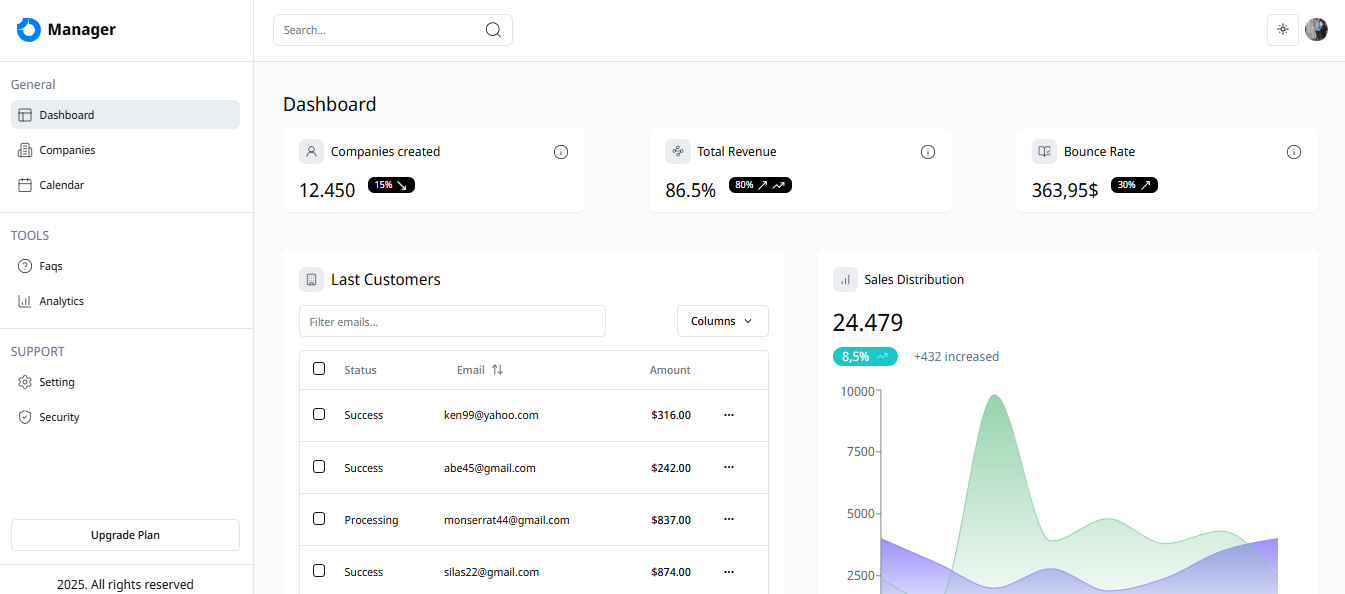 Manager
Search...
General
Dashboard
Companies
Calendar
TOOLS
Faqs
Analytics
SUPPORT
Setting
Security
Upgrade Plan
2025. All rights reserved
Dashboard
Companies created
12.450 15%
Total Revenue
86.5% 80%
Bounce Rate
363,95$ 30%
Last Customers
Filter emails...
Columns
Status Email Amount
Success ken99@yahoo.com $316.00 ...
Success abe45@gmail.com $242.00 ...
Processing monserrat44@gmail.com $837.00 ...
Success silas22@gmail.com $874.00 ...
Sales Distribution
24.479
8,5% +432 increased
10000
7500
5000
2500